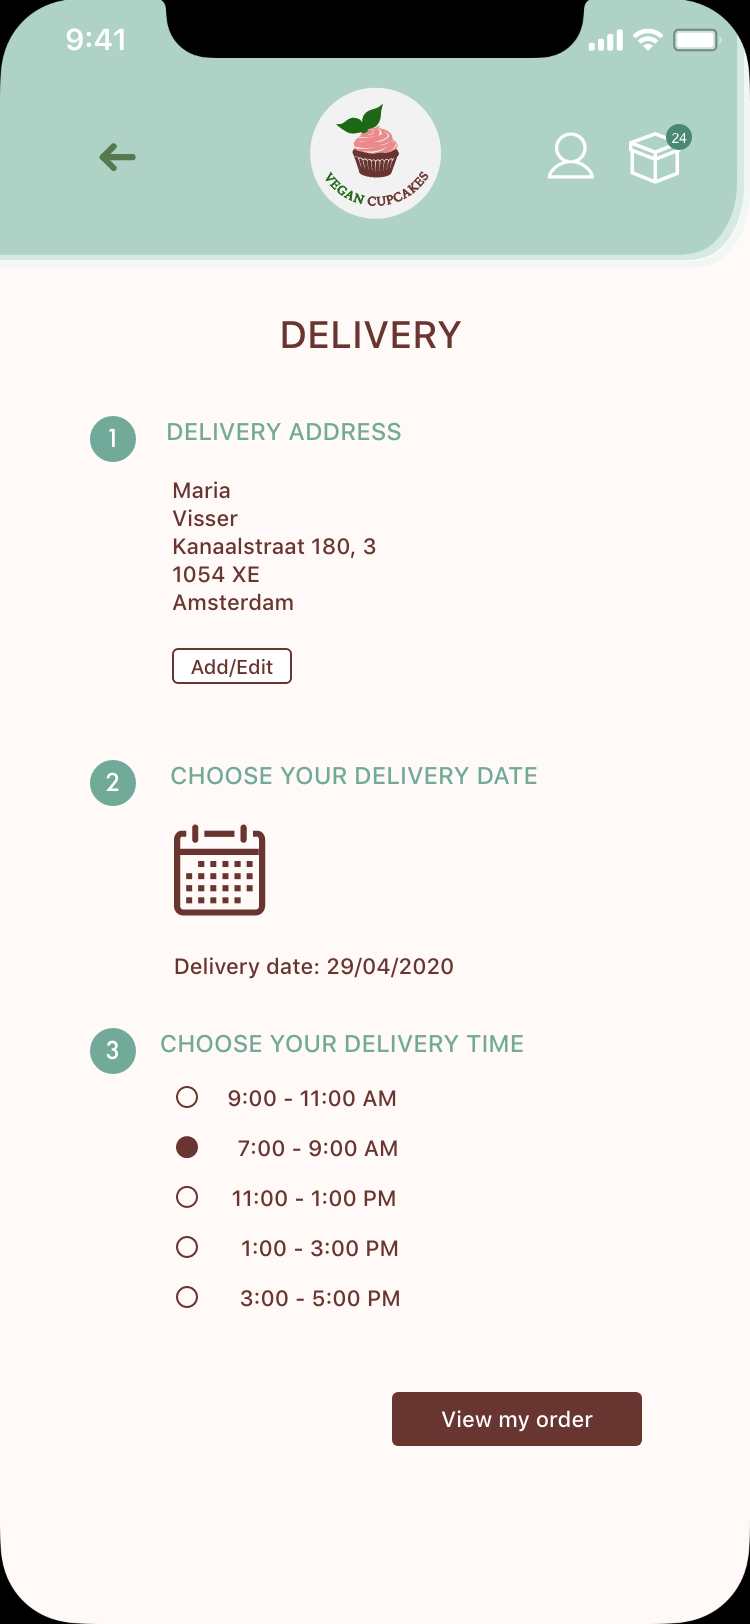 9:41
24
VEGAN CUPCAKES
DELIVERY
1
DELIVERY ADDRESS
Maria
Visser
Kanaalstraat 180, 3
1054 XE
Amsterdam
Add/Edit
2
CHOOSE YOUR DELIVERY DATE
Delivery date: 29/04/2020
3
CHOOSE YOUR DELIVERY TIME
9:00 - 11:00 AM
7:00 - 9:00 AM
11:00 - 1:00 PM
1:00 - 3:00 PM
3:00 - 5:00 PM
View my order